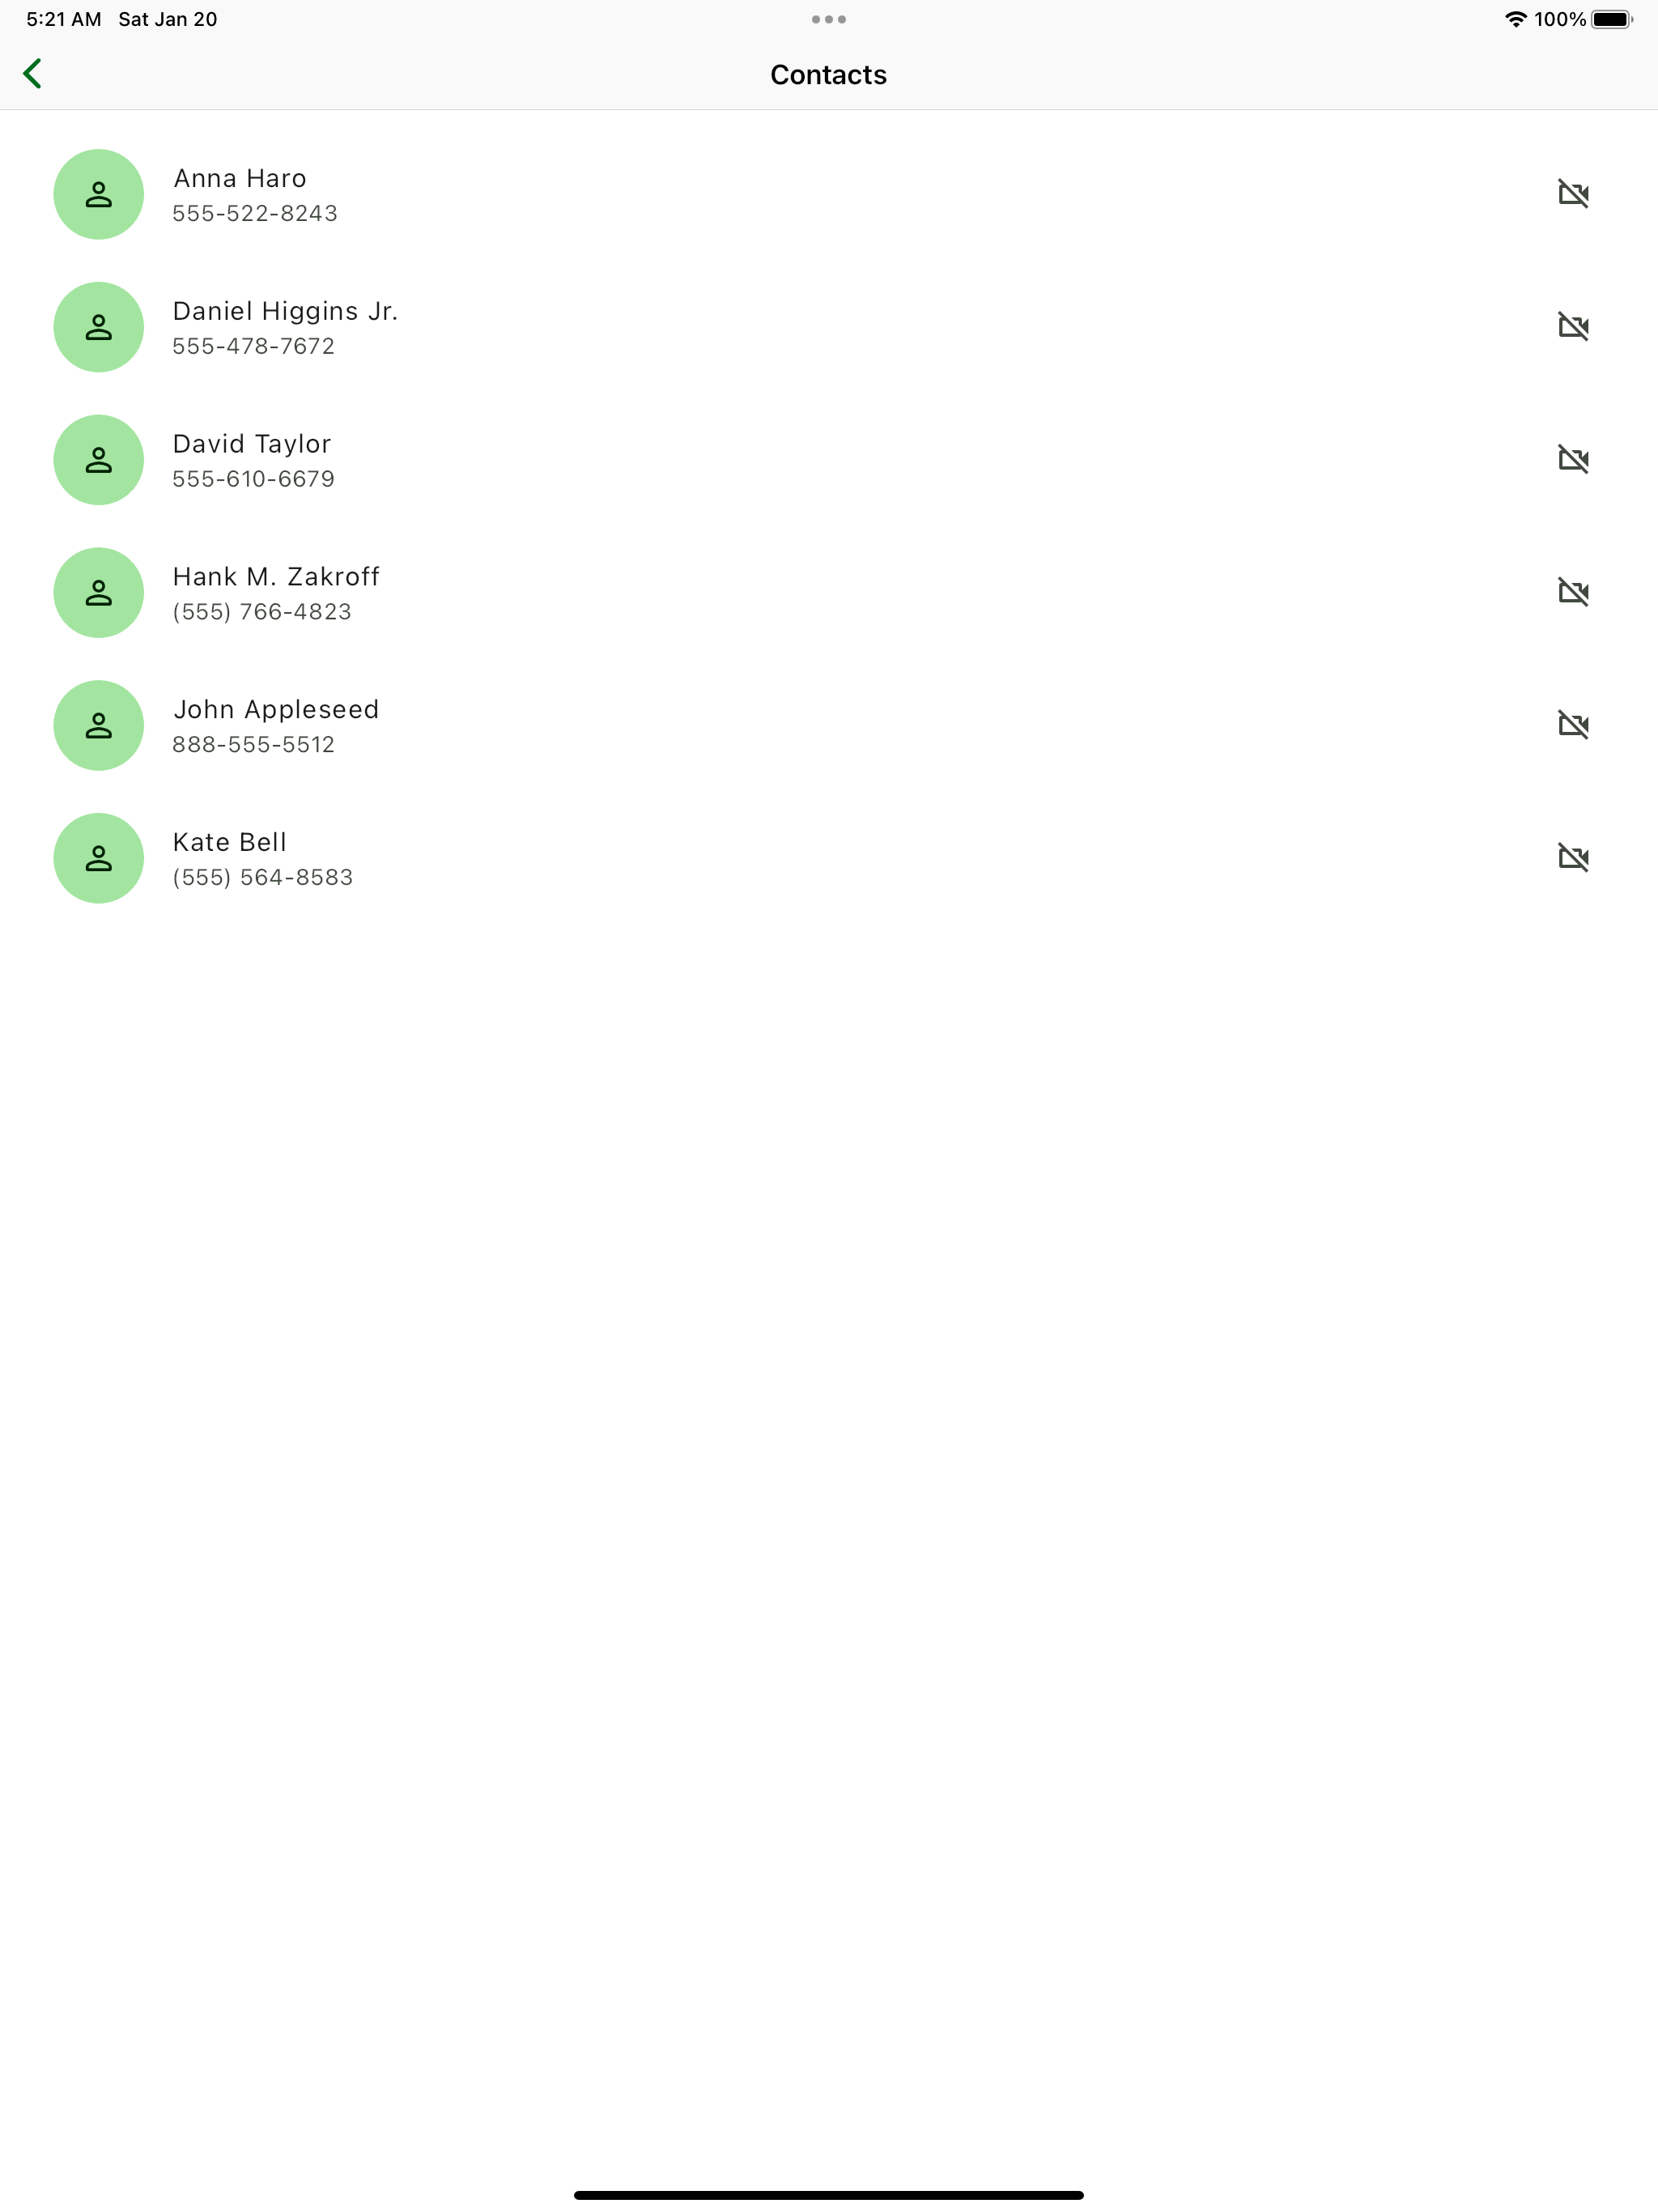 5:21 AM Sat Jan 20
100%
Contacts
Anna Haro
555-522-8243
Daniel Higgins Jr.
555-478-7672
David Taylor
555-610-6679
Hank M. Zakroff
(555) 766-4823
John Appleseed
888-555-5512
Kate Bell
(555) 564-8583